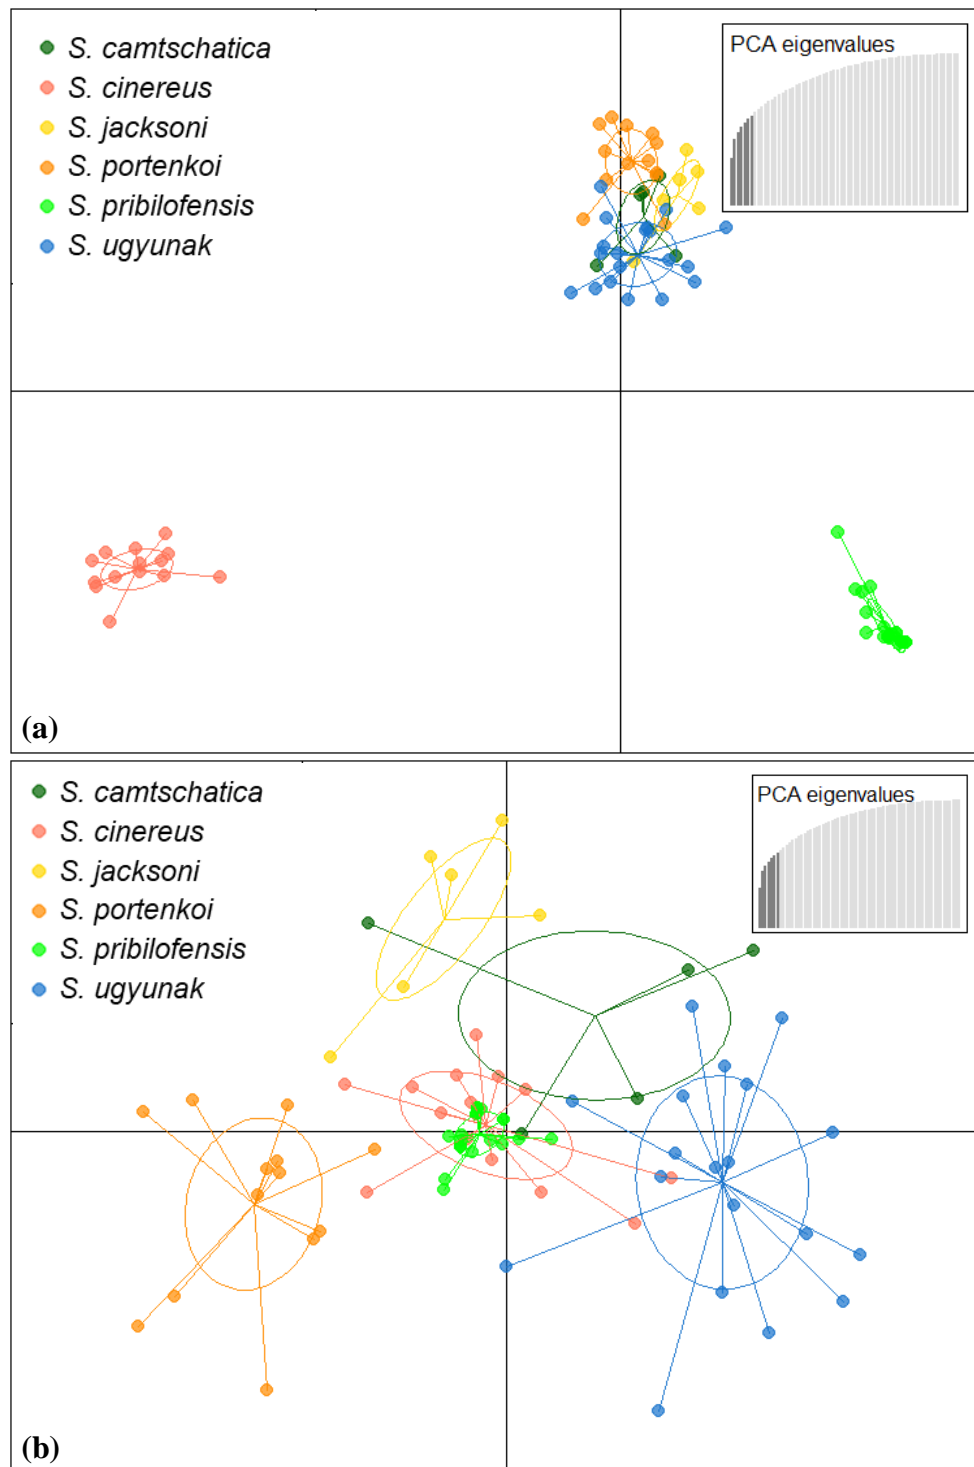 S. camtschatica
S. cinereus
S. jacksoni
S. portenkoi
S. pribilofensis
S. ugyunak
PCA eigenvalues
(a)
S. camtschatica
S. cinereus
S. jacksoni
S. portenkoi
S. pribilofensis
S. ugyunak
PCA eigenvalues
(b)